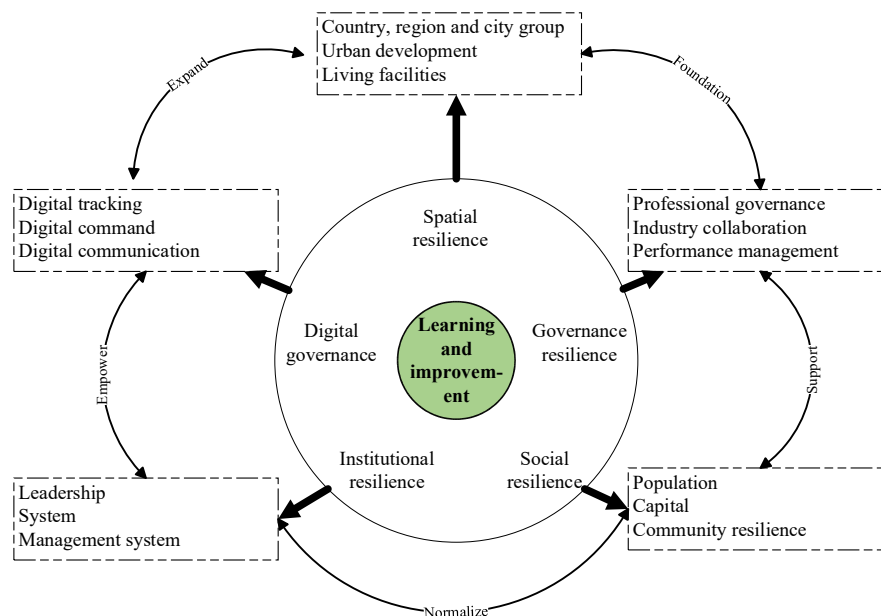 Country, region and city group
Urban development
Living facilities
Expand
Foundation
Digital tracking
Digital command
Digital communication
Professional governance
Industry collaboration
Performance management
Spatial
resilience
Digital
governance
Learning
and
improvem-
ent
Governance
resilience
Empower
Support
Institutional
resilience
Social
resilience
Leadership
System
Management system
Population
Capital
Community resilience
Normalize